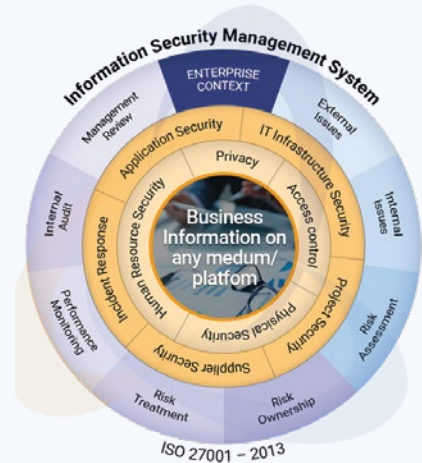 Information Security Management System
ENTERPRISE
CONTEXT
External
Issues
Internal
Issues
Risk
Assessment
Risk
Ownership
Risk
Treatment
Performance
Monitoring
Internal
Audit
Management
Review
Application Security
IT Infrastructure Security
Project Security
Supplier Security
Incident Response
Privacy
Access control
Physical Security
Human Resource Security
Business
Information on
any medum/
platfom
ISO 27001 – 2013